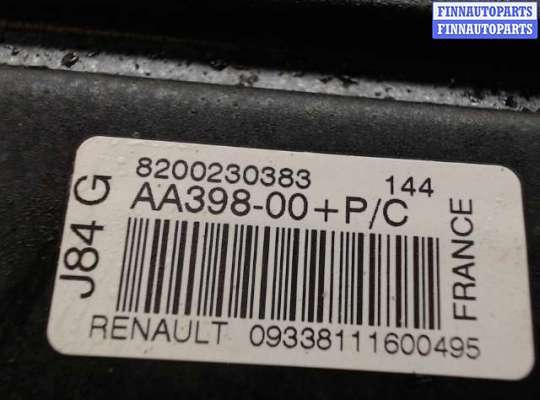 FINNAUTOPARTS
FINNAUTOPARTS
8200230383 144
AA398-00+P/C
J84 G
FRANCE
RENAULT 09338111600495